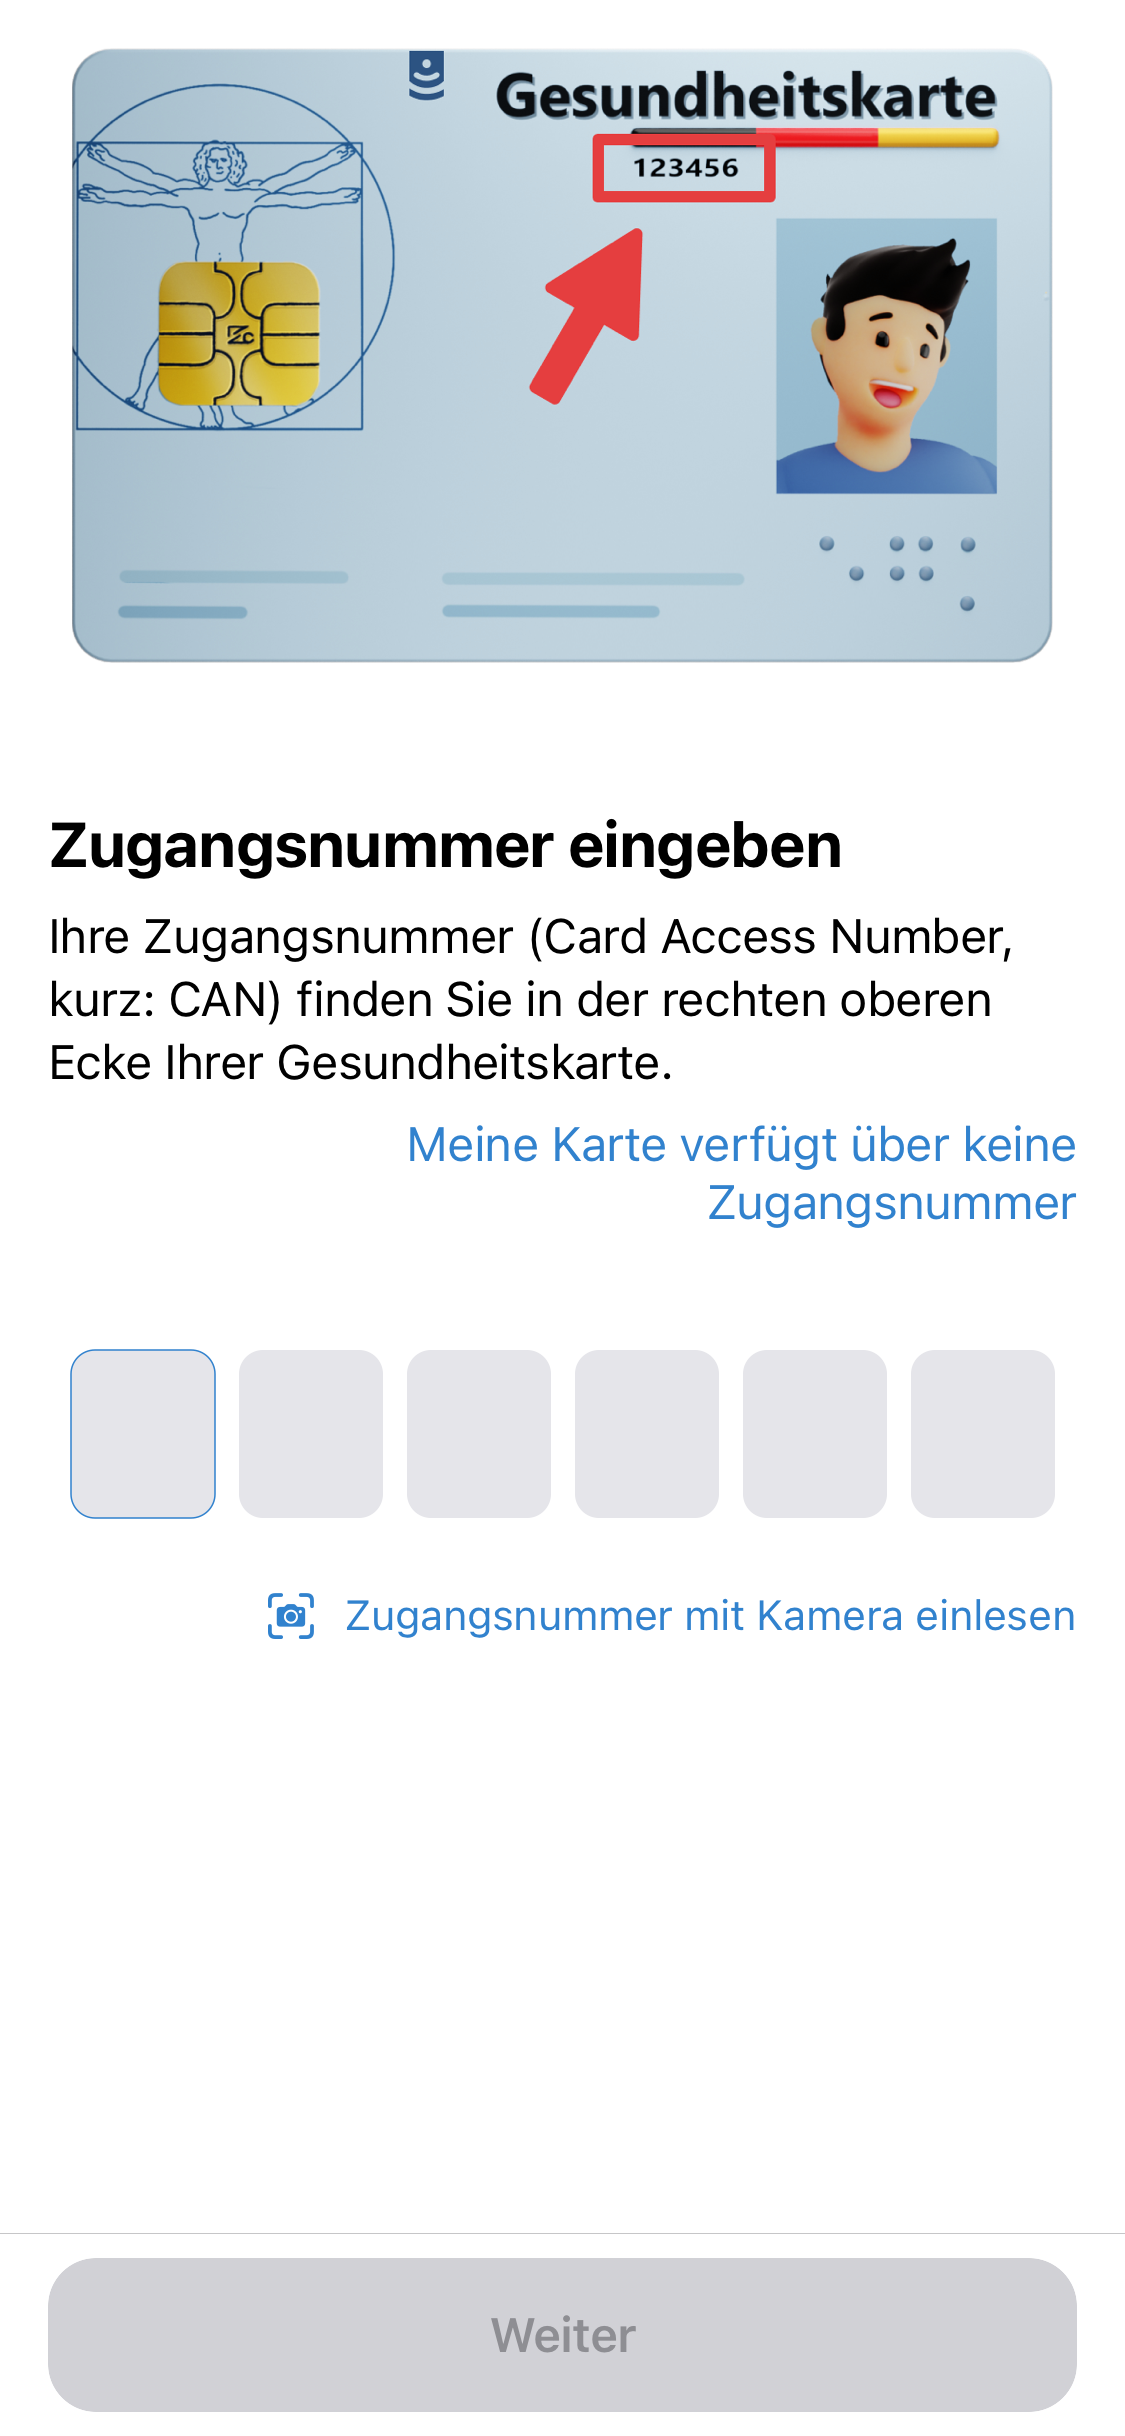 Gesundheitskarte
123456
Zugangsnummer eingeben
Ihre Zugangsnummer (Card Access Number,
kurz: CAN) finden Sie in der rechten oberen
Ecke Ihrer Gesundheitskarte.
Meine Karte verfügt über keine
Zugangsnummer
Zugangsnummer mit Kamera einlesen
Weiter